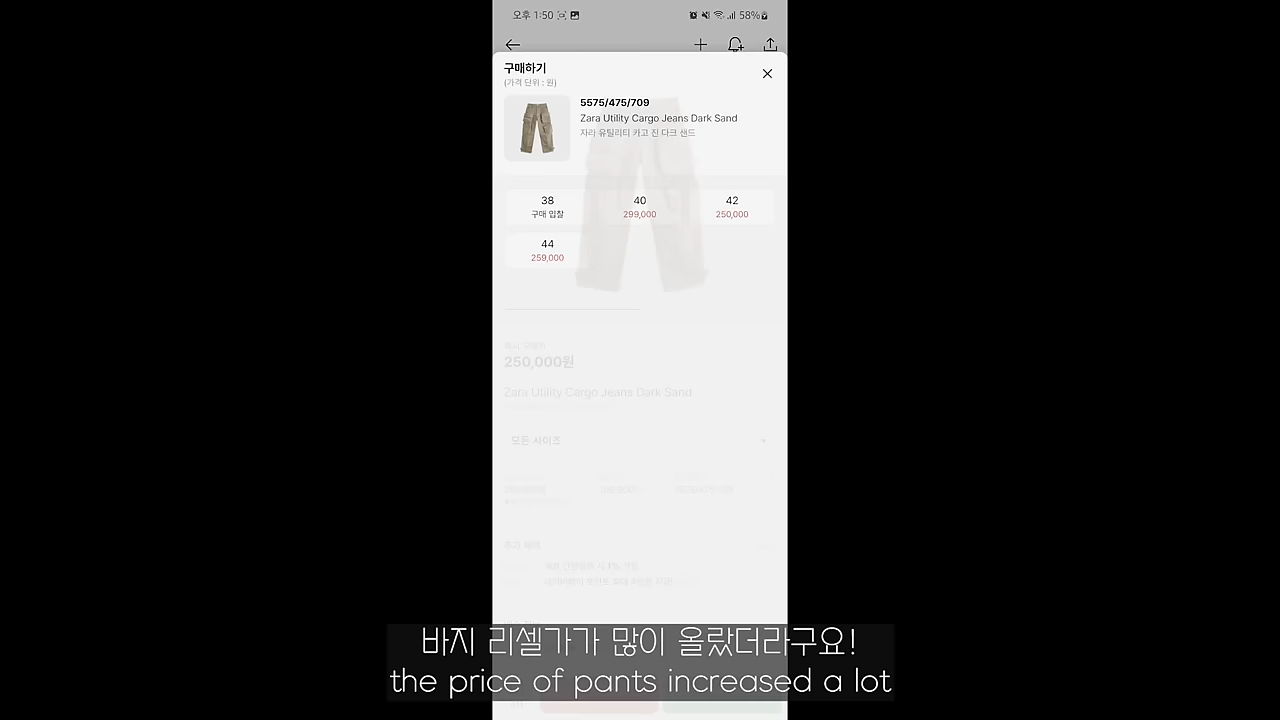 오후 1:50
58%
구매하기
(가격 단위 : 원)
5575/475/709
Zara Utility Cargo Jeans Dark Sand
자라 유틸리티 카고 진 다크 샌드
38
구매 입찰
40
299,000
42
250,000
44
259,000
250,000원
Zara Utility Cargo Jeans Dark Sand
모든 사이즈
추가 혜택
바지 리셀가가 많이 올랐더라구요!
the price of pants increased a lot